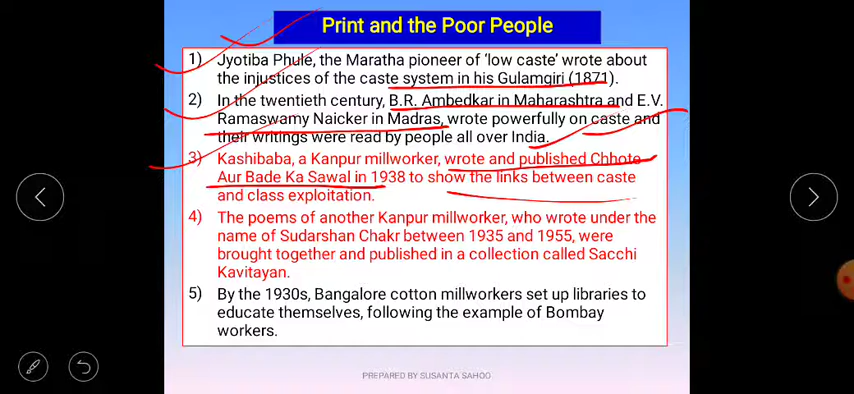 Print and the Poor People
1) Jyotiba Phule, the Maratha pioneer of 'low caste' wrote about
the injustices of the caste system in his Gulamgiri (1871).
2) In the twentieth century, B.R. Ambedkar in Maharashtra and E.V.
Ramaswamy Naicker in Madras, wrote powerfully on caste and
their writings were read by people all over India.
3) Kashibaba, a Kanpur millworker, wrote and published Chhote
Aur Bade Ka Sawal in 1938 to show the links between caste
and class exploitation.
4) The poems of another Kanpur millworker, who wrote under the
name of Sudarshan Chakr between 1935 and 1955, were
brought together and published in a collection called Sacchi
Kavitayan.
5) By the 1930s, Bangalore cotton millworkers set up libraries to
educate themselves, following the example of Bombay
workers.
PREPARED BY SUSANTA SAHOO